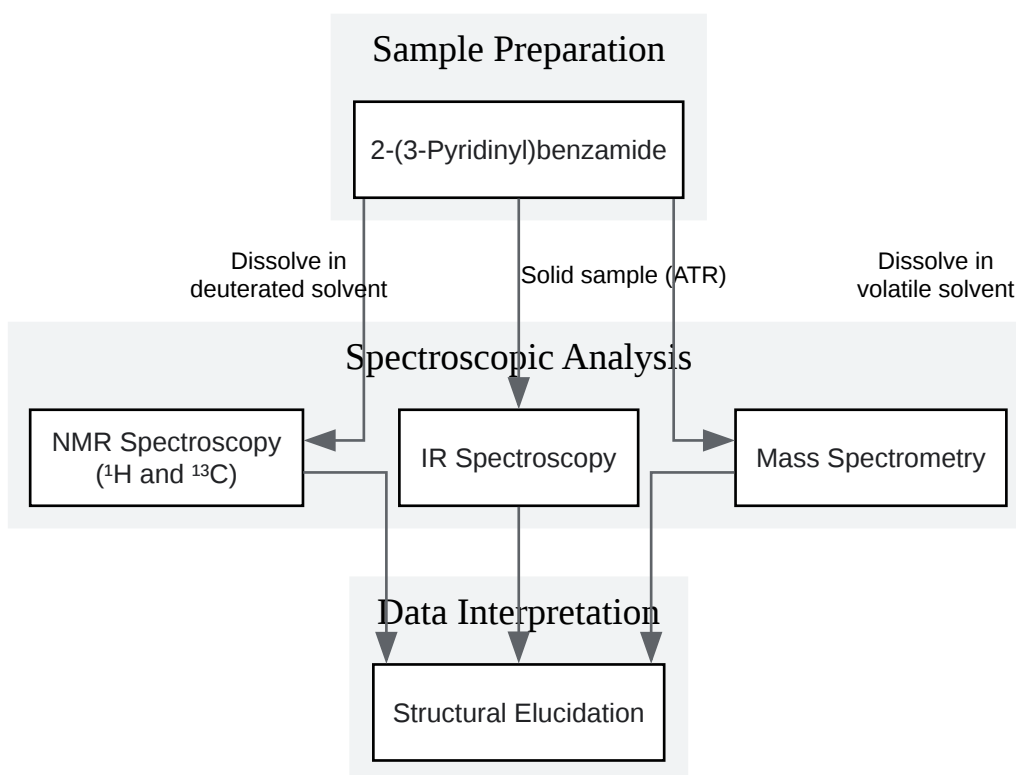 Sample Preparation
2-(3-Pyridinyl)benzamide
Dissolve in
deuterated solvent
Solid sample (ATR)
Dissolve in
volatile solvent
Spectroscopic Analysis
NMR Spectroscopy
(¹H and ¹³C)
IR Spectroscopy
Mass Spectrometry
Data Interpretation
Structural Elucidation